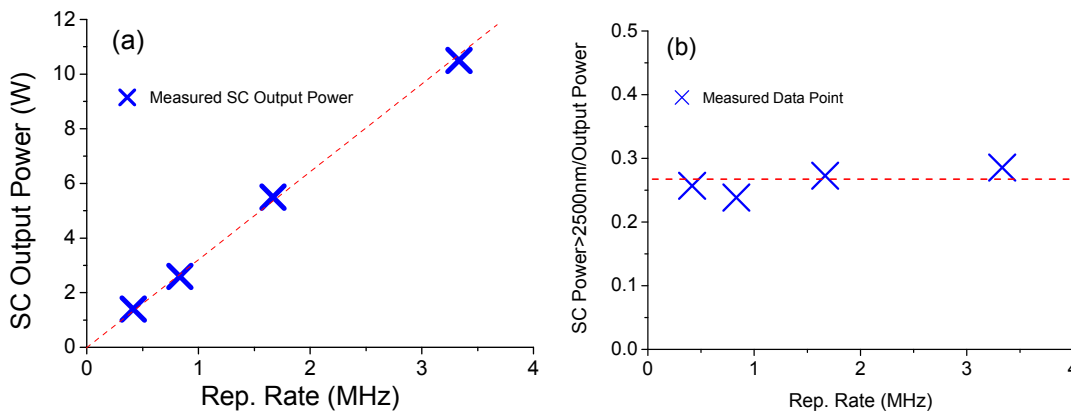 (a)
Measured SC Output Power
SC Output Power (W)
12
10
8
6
4
2
0
0 1 2 3 4
Rep. Rate (MHz)
(b)
Measured Data Point
SC Power>2500nm/Output Power
0.5
0.4
0.3
0.2
0.1
0.0
0 1 2 3 4
Rep. Rate (MHz)